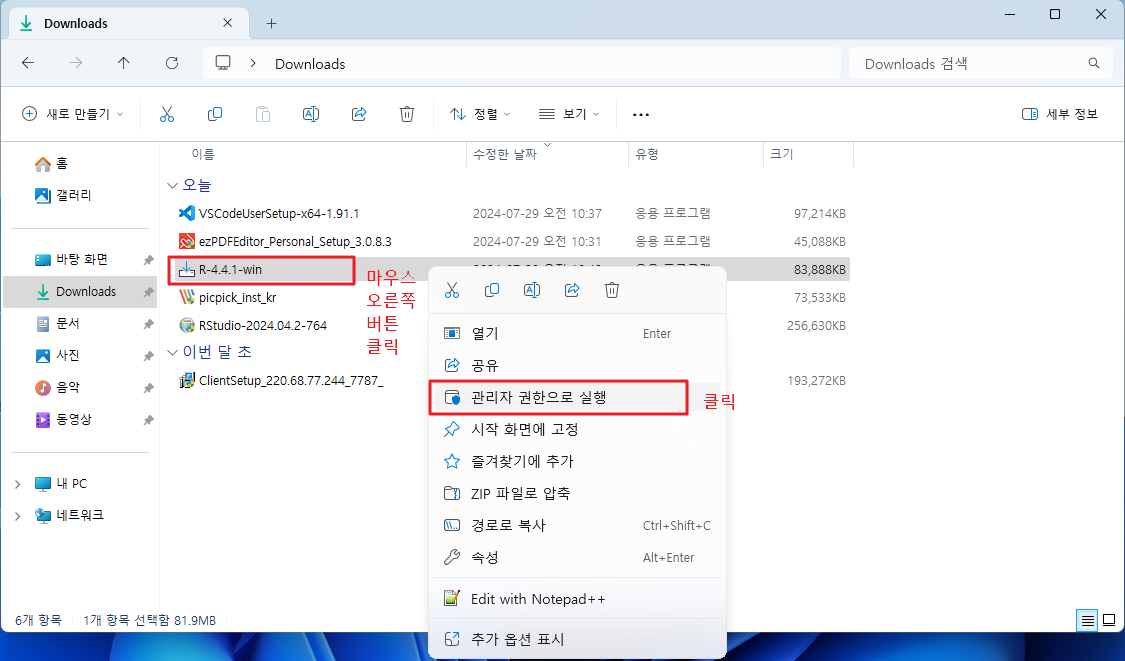 Downloads
Downloads
Downloads 검색
새로 만들기
정렬
보기
세부 정보
이름 수정한 날짜 유형 크기
홈
갤러리
바탕 화면
Downloads
문서
사진
음악
동영상
내 PC
네트워크
오늘
VSCodeUserSetup-x64-1.91.1 2024-07-29 오전 10:37 응용 프로그램 97,214KB
ezPDFEditor_Personal_Setup_3.0.8.3 2024-07-29 오전 10:31 응용 프로그램 45,088KB
R-4.4.1-win 83,888KB
picpick_inst_kr 73,533KB
RStudio-2024.04.2-764 256,630KB
이번 달 초
ClientSetup_220.68.77.244_7787_ 193,272KB
마우스
오른쪽
버튼
클릭
열기 Enter
공유
관리자 권한으로 실행
클릭
시작 화면에 고정
즐겨찾기에 추가
ZIP 파일로 압축
경로로 복사 Ctrl+Shift+C
속성 Alt+Enter
Edit with Notepad++
추가 옵션 표시
6개 항목 1개 항목 선택함 81.9MB